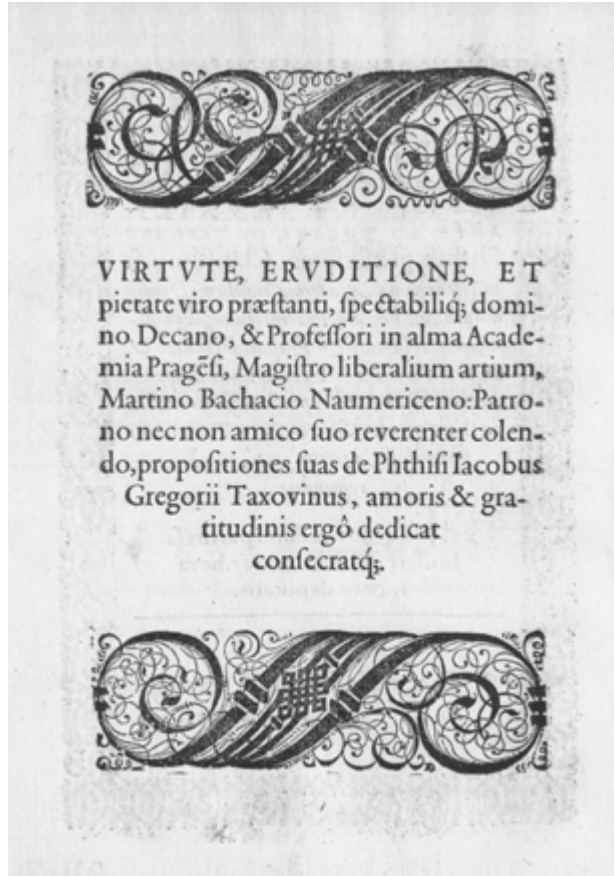 VIRTVTE, ERVDITIONE, ET
pietate viro præſtanti, ſpectabiliq́; domi-
no Decano, & Profeſſori in alma Acade-
mia Pragẽſi, Magiſtro liberalium artium,
Martino Bachacio Naumericeno: Patro-
no nec non amico ſuo reverenter colen-
do, propoſitiones ſuas de Phthiſi Iacobus
Gregorii Taxovinus, amoris & gra-
titudinis ergô dedicat
conſecratq́;.